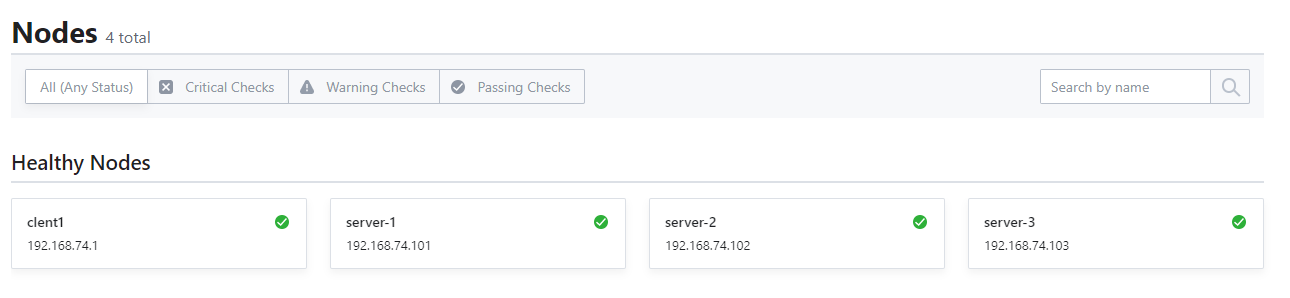 Nodes 4 total
All (Any Status) Critical Checks Warning Checks Passing Checks Search by name
Healthy Nodes
clent1 server-1 server-2 server-3
192.168.74.1 192.168.74.101 192.168.74.102 192.168.74.103